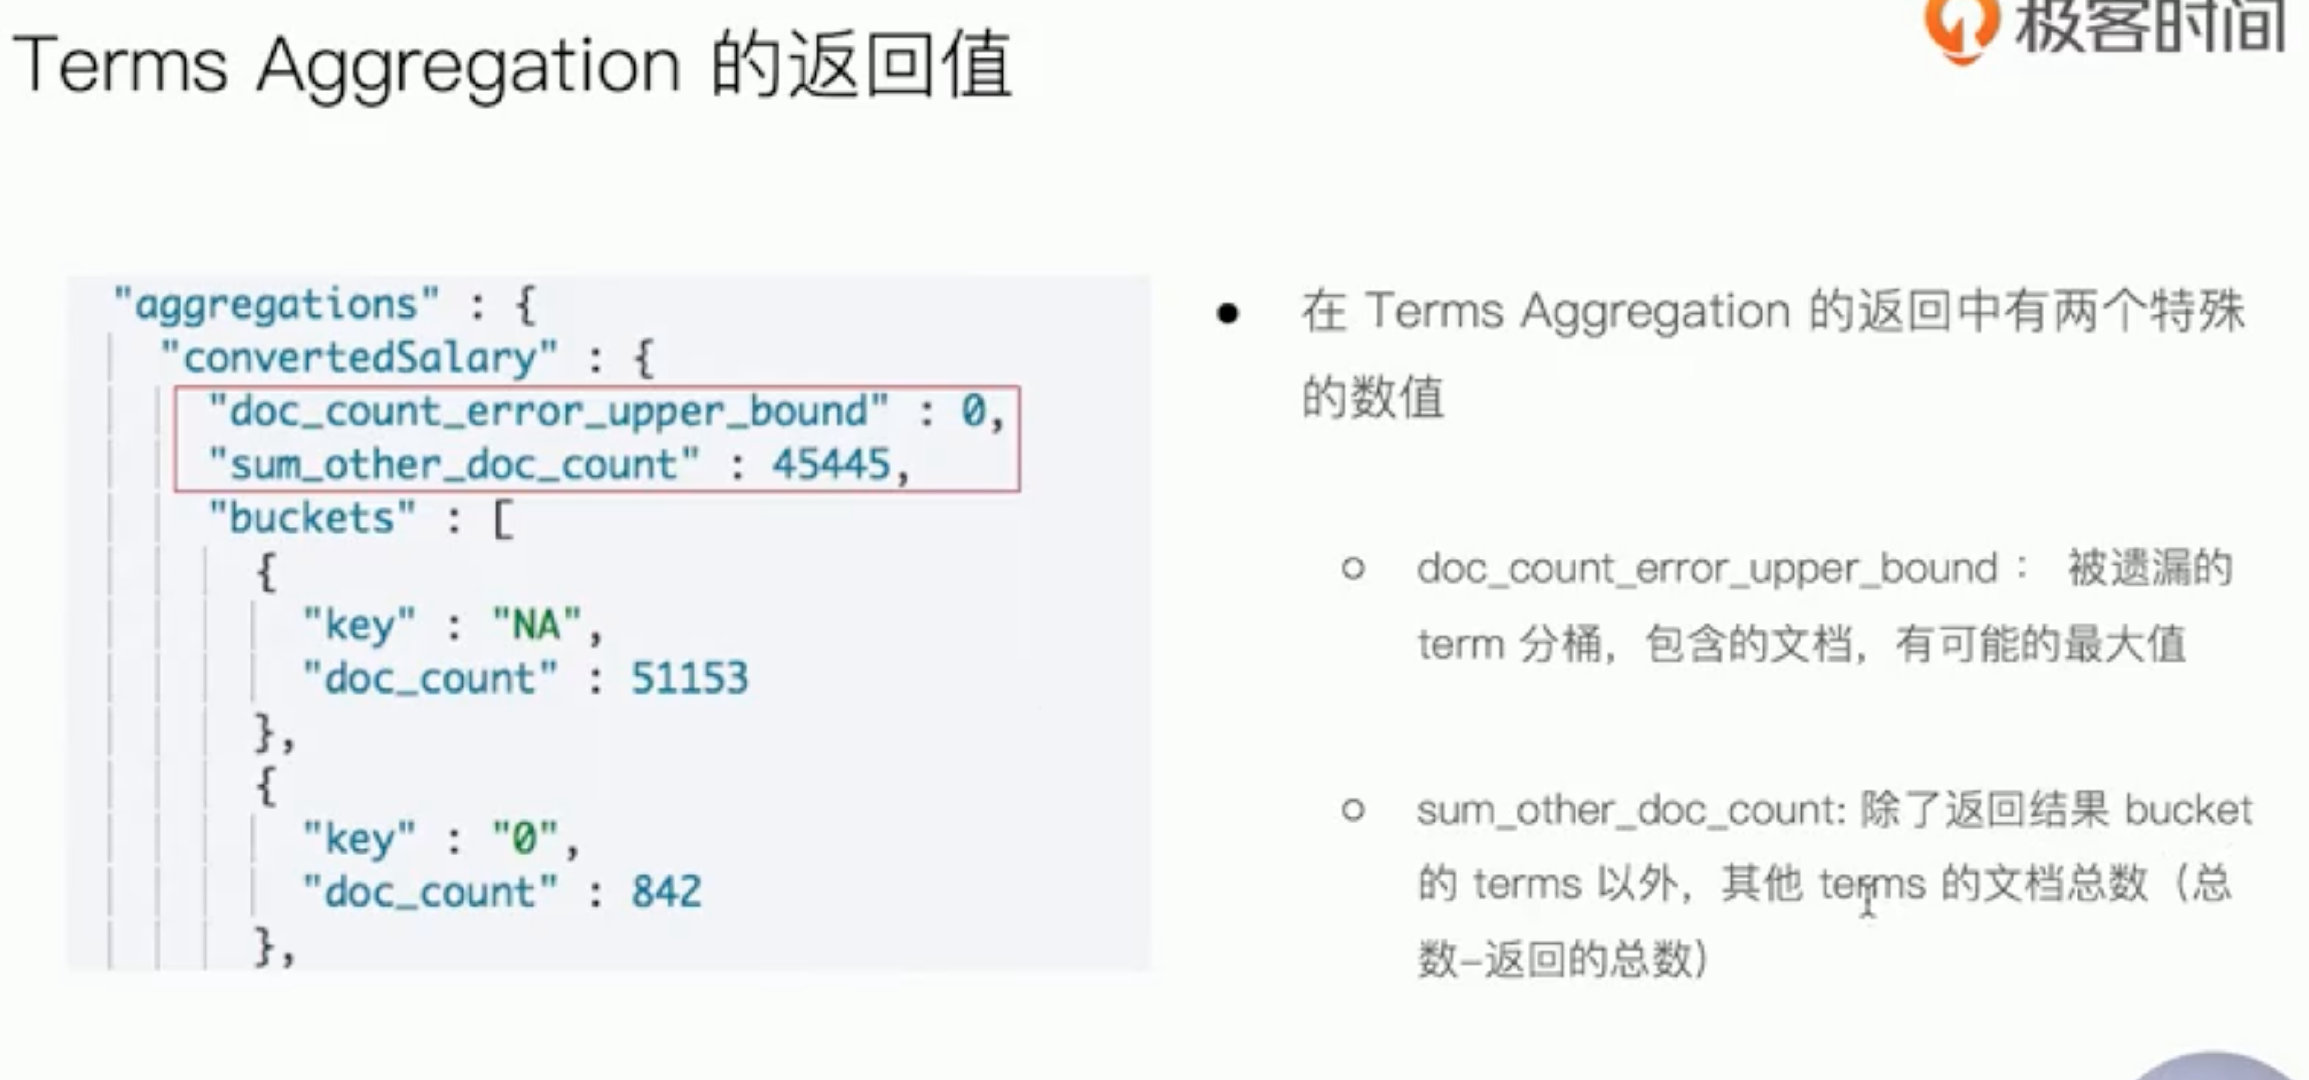 极客时间
Terms Aggregation 的返回值
"aggregations" : {
"convertedSalary" : {
"doc_count_error_upper_bound" : 0,
"sum_other_doc_count" : 45445,
"buckets" : [
{
"key" : "NA",
"doc_count" : 51153
},
{
"key" : "0",
"doc_count" : 842
},
● 在 Terms Aggregation 的返回中有两个特殊
的数值
○ doc_count_error_upper_bound： 被遗漏的
term 分桶，包含的文档，有可能的最大值
○ sum_other_doc_count: 除了返回结果 bucket
的 terms 以外，其他 terms 的文档总数（总
数–返回的总数）